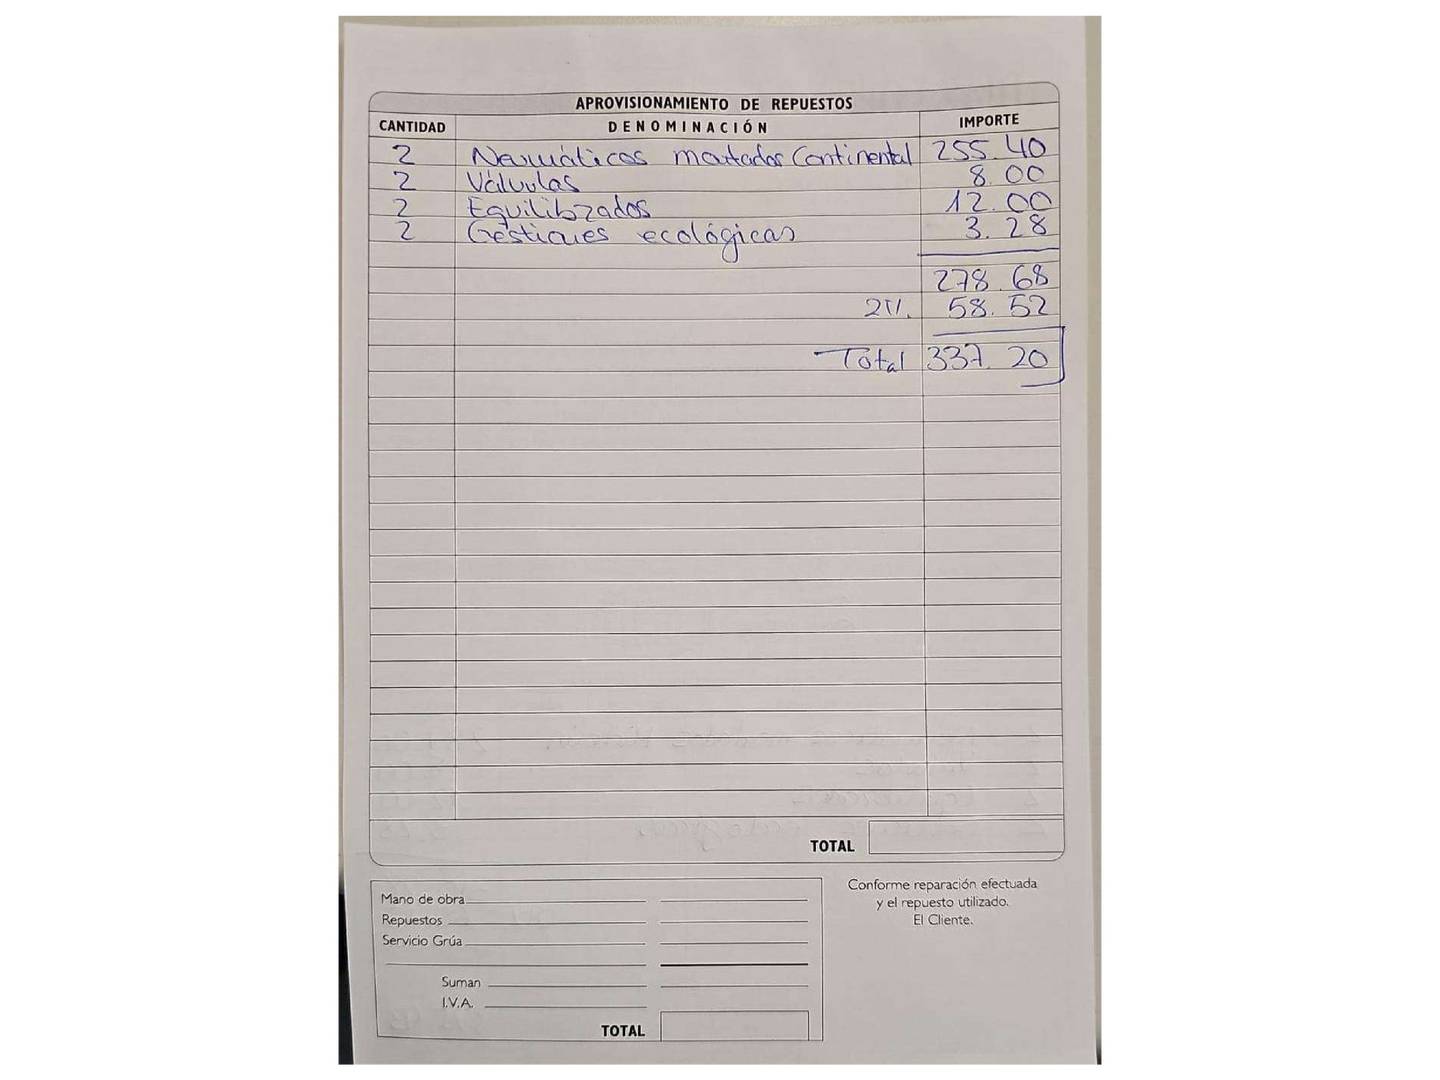 APROVISIONAMIENTO DE REPUESTOS
CANTIDAD DENOMINACIÓN IMPORTE
2 Neumáticos montados Continental 255.40
2 Válvulas 8.00
2 Equilibrados 12.00
2 Gestiones ecológicas 3.28
278.68
21%. 58.52
Total 337.20
TOTAL
Mano de obra
Repuestos
Servicio Grúa
Suman
I.V.A.
TOTAL
Conforme reparación efectuada
y el repuesto utilizado.
El Cliente.